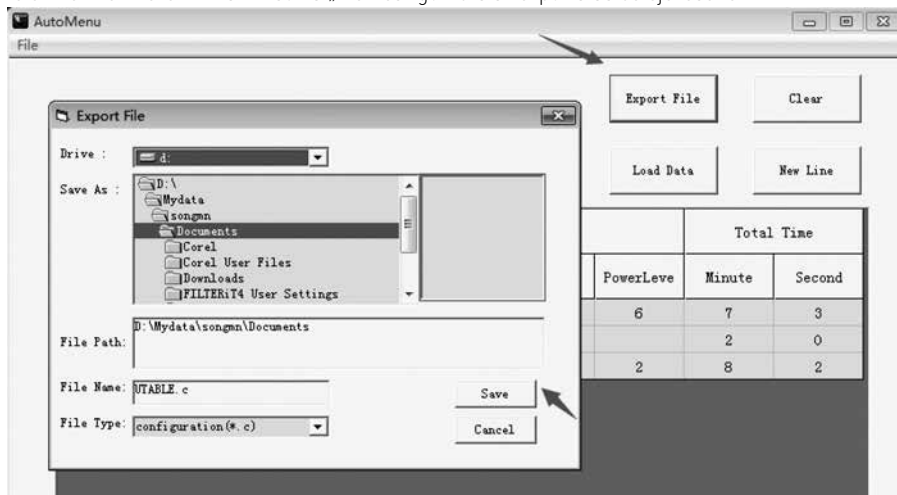 AutoMenu
File
Export File
Clear
Load Data
New Line
Total Time
PowerLeve
Minute
Second
6
7
3
2
0
2
8
2
Export File
Drive :
d:
Save As :
D:\
Mydata
songmn
Documents
Corel
Corel User Files
Downloads
FILTERiT4 User Settings
File Path:
D:\Mydata\songmn\Documents
File Name:
UTABLE.c
Save
File Type:
configuration(*.c)
Cancel